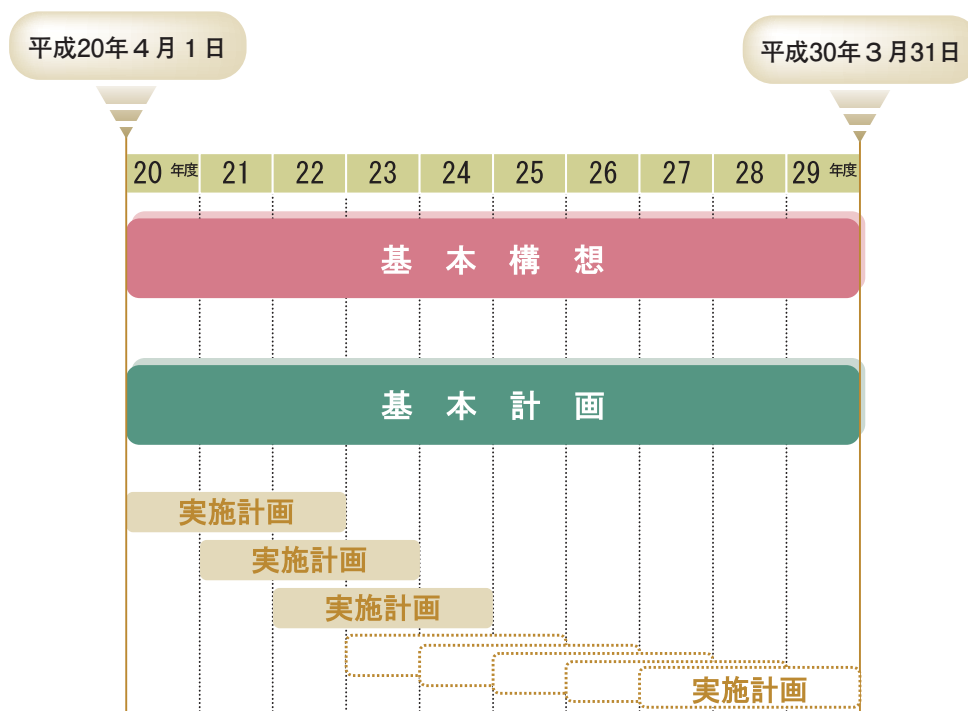 平成20年４月１日
平成30年３月31日
20 年度 21 22 23 24 25 26 27 28 29 年度
基本構想
基本計画
実施計画
実施計画
実施計画
実施計画